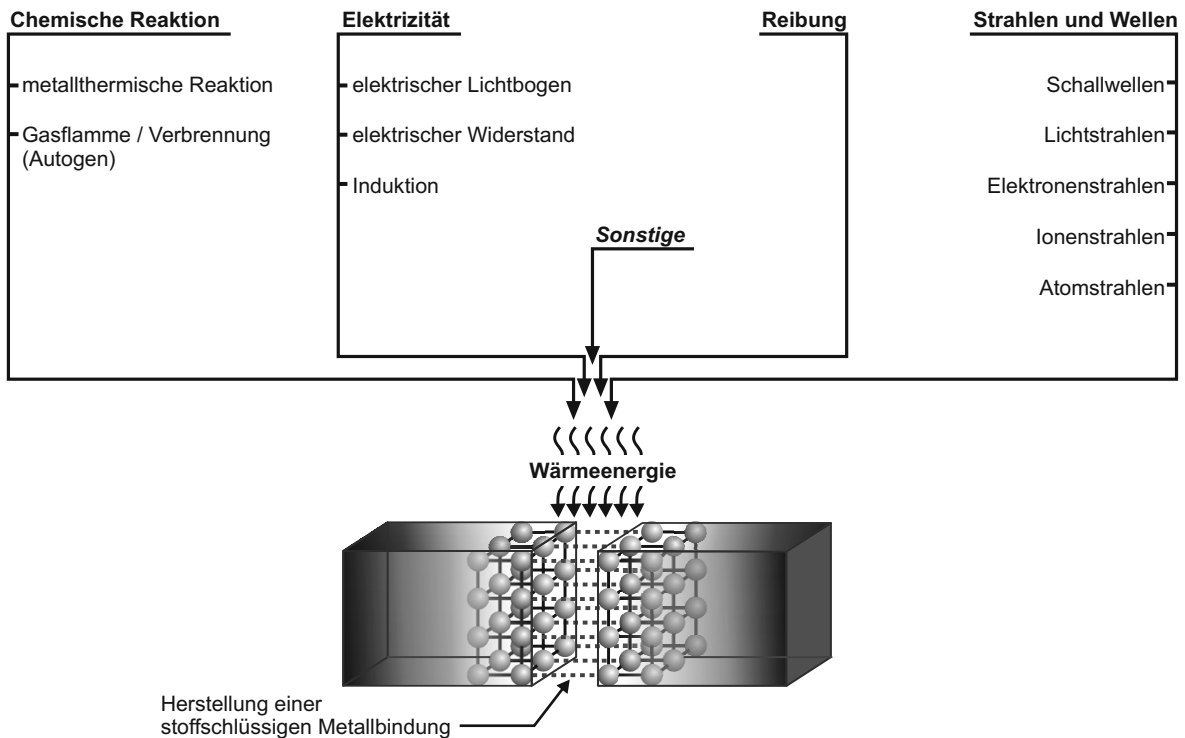 Chemische Reaktion
metallthermische Reaktion
Gasflamme / Verbrennung
(Autogen)
Elektrizität
elektrischer Lichtbogen
elektrischer Widerstand
Induktion
Sonstige
Reibung
Strahlen und Wellen
Schallwellen
Lichtstrahlen
Elektronenstrahlen
Ionenstrahlen
Atomstrahlen
Wärmeenergie
Herstellung einer
stoffschlüssigen Metallbindung